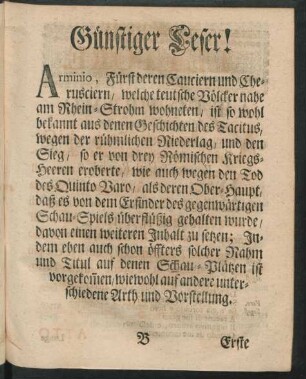 Günstiger Leser!
Arminio, Fürst deren Cauciern und Che-
rusciern, welche teutsche Völcker nahe
am Rhein-Strohm wohneten, ist so wohl
bekannt aus denen Geschichten des Tacitus,
wegen der rühmlichen Niederlag, und den
Sieg, so er von drey Römischen Kriegs-
Heeren eroberte, wie auch wegen den Tod
des Quinto Varo, als deren Ober-Haupt,
daß es von dem Erfinder des gegenwärtigen
Schau-Spiels überflüßig gehalten wurde,
davon einen weiteren Inhalt zu setzen; In-
dem eben auch schon öffters solcher Nahm
und Titul auf denen Schau-Plätzen ist
vorgekom̃en, wiewohl auf andere unter-
schiedene Arth und Vorstellung.
B Erste